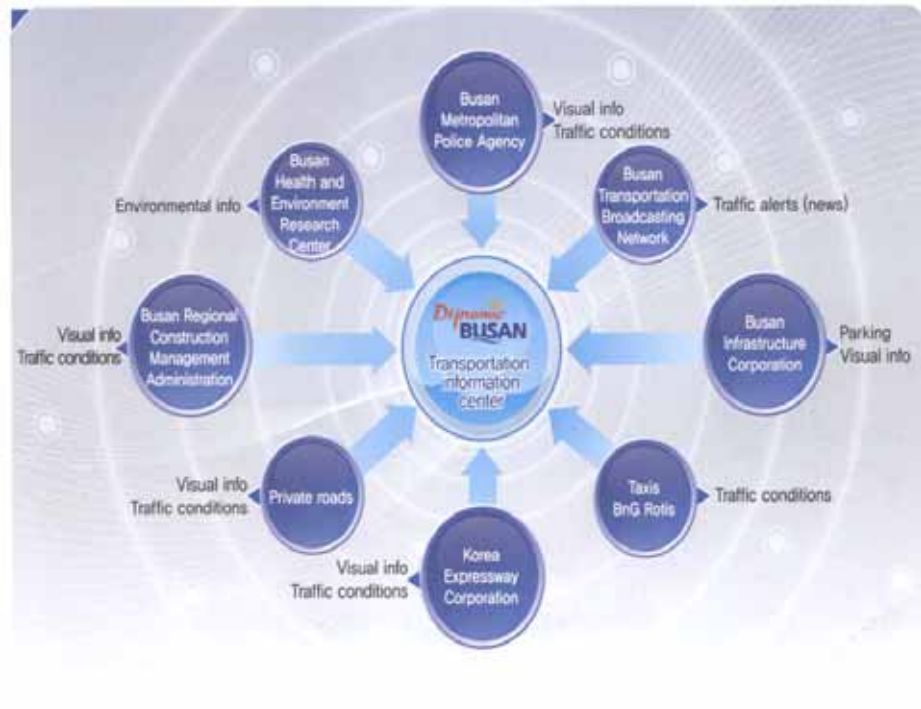 Busan
Metropolitan
Police Agency
Visual info
Traffic conditions
Busan
Transportation
Broadcasting
Network
Traffic alerts (news)
Busan
Infrastructure
Corporation
Parking
Visual info
Taxis
BnG Rotis
Traffic conditions
Korea
Expressway
Corporation
Visual info
Traffic conditions
Private roads
Visual info
Traffic conditions
Busan Regional
Construction
Management
Administration
Visual info
Traffic conditions
Busan
Health and
Environment
Research
Center
Environmental info
Dynamic
BUSAN
Transportation
information
center